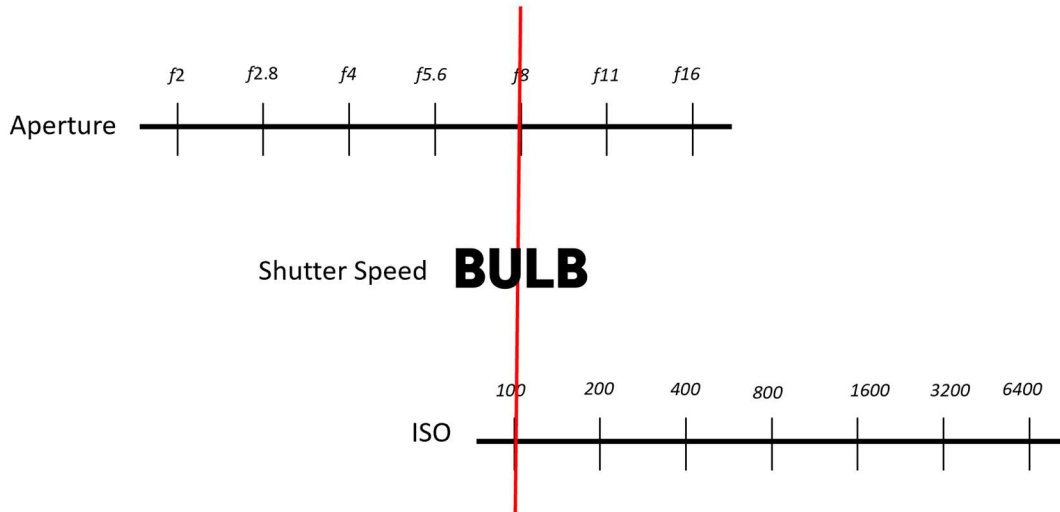 f2 f2.8 f4 f5.6 f8 f11 f16
Aperture
Shutter Speed BULB
100 200 400 800 1600 3200 6400
ISO